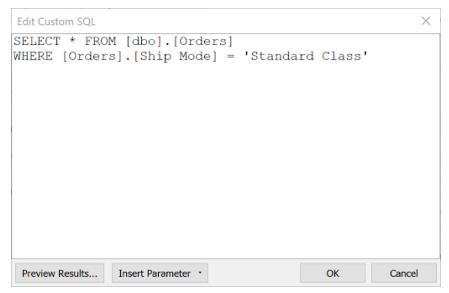 Edit Custom SQL
SELECT * FROM [dbo].[Orders]
WHERE [Orders].[Ship Mode] = 'Standard Class'
Preview Results... Insert Parameter OK Cancel